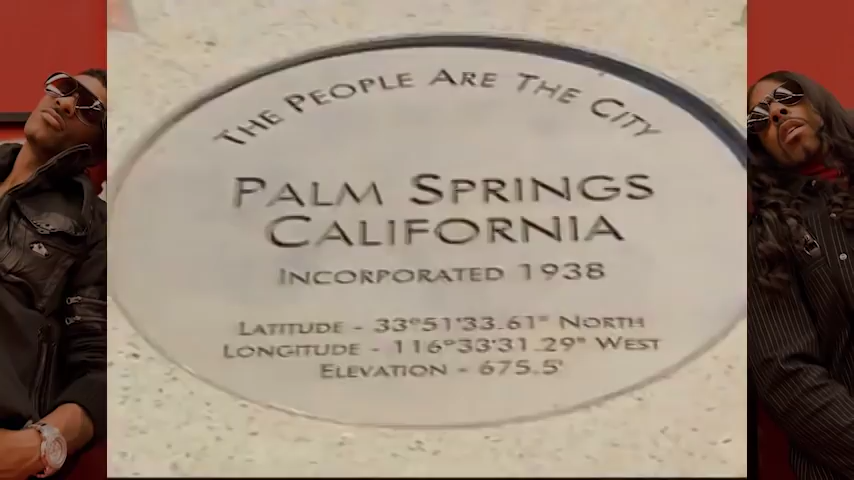 THE PEOPLE ARE THE CITY
PALM SPRINGS
CALIFORNIA
INCORPORATED 1938
LATITUDE - 33°51'33.61" NORTH
LONGITUDE - 116°33'31.29" WEST
ELEVATION - 675.5'